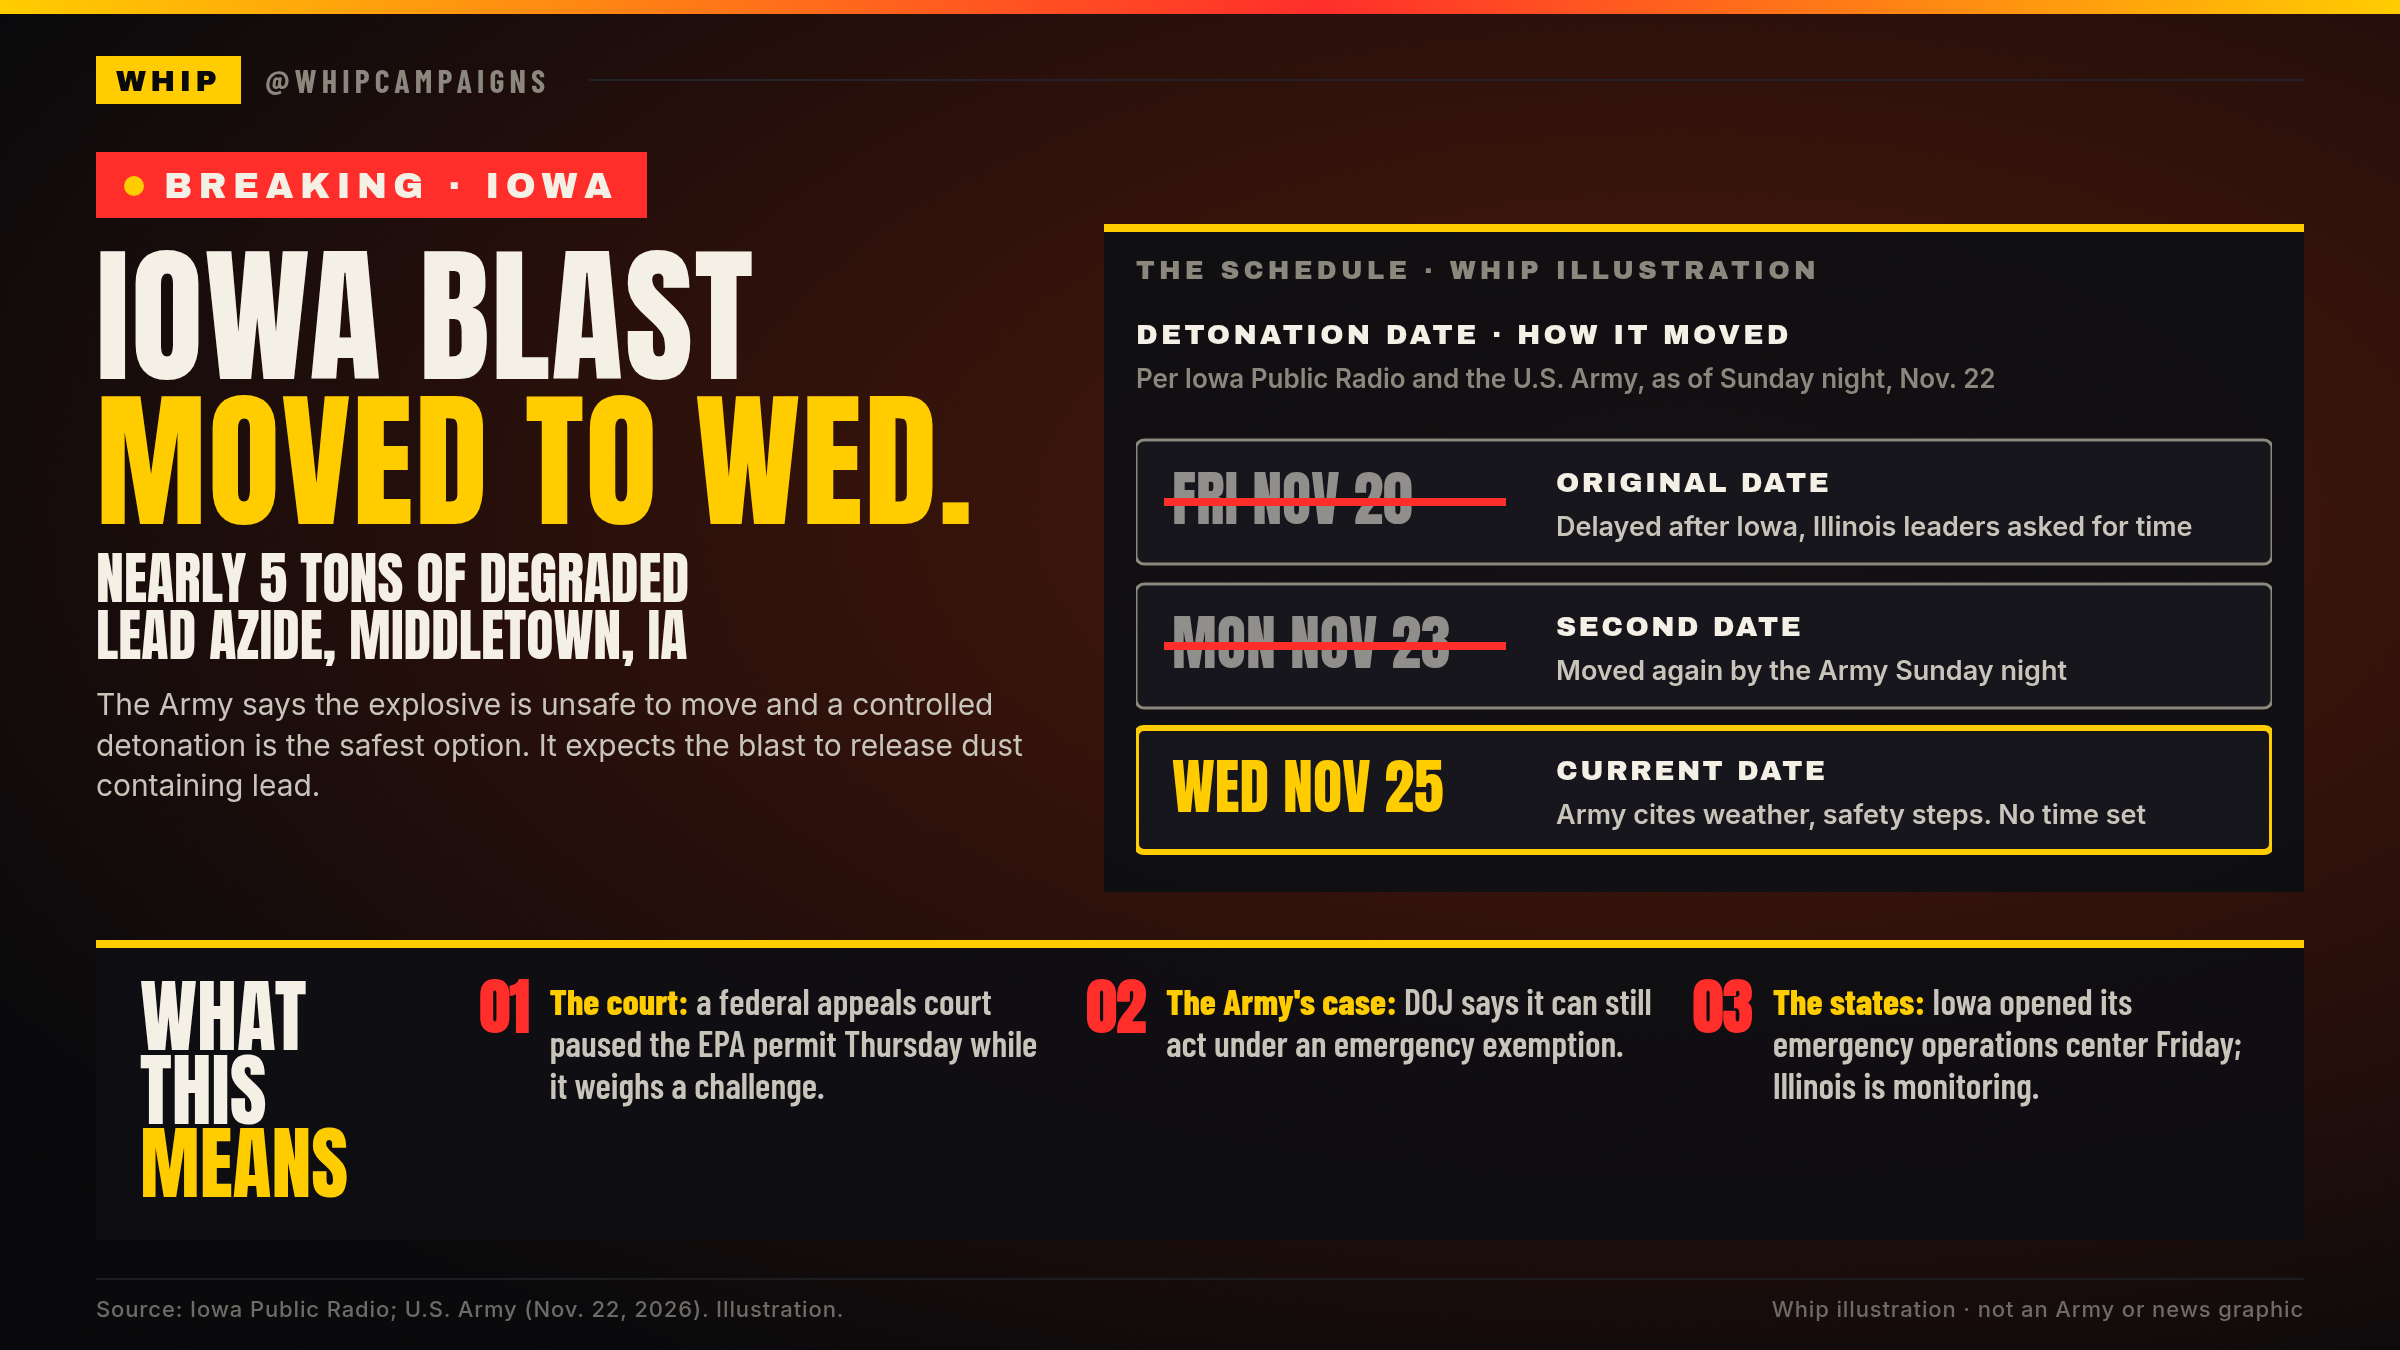 WHIP @WHIPCAMPAIGNS
BREAKING · IOWA
IOWA BLAST
MOVED TO WED.
NEARLY 5 TONS OF DEGRADED
LEAD AZIDE, MIDDLETOWN, IA
The Army says the explosive is unsafe to move and a controlled
detonation is the safest option. It expects the blast to release dust
containing lead.
THE SCHEDULE · WHIP ILLUSTRATION
DETONATION DATE · HOW IT MOVED
Per Iowa Public Radio and the U.S. Army, as of Sunday night, Nov. 22
FRI NOV 20
ORIGINAL DATE
Delayed after Iowa, Illinois leaders asked for time
MON NOV 23
SECOND DATE
Moved again by the Army Sunday night
WED NOV 25
CURRENT DATE
Army cites weather, safety steps. No time set
WHAT
THIS
MEANS
01 The court: a federal appeals court
paused the EPA permit Thursday while
it weighs a challenge.
02 The Army's case: DOJ says it can still
act under an emergency exemption.
03 The states: Iowa opened its
emergency operations center Friday;
Illinois is monitoring.
Source: Iowa Public Radio; U.S. Army (Nov. 22, 2026). Illustration.
Whip illustration · not an Army or news graphic